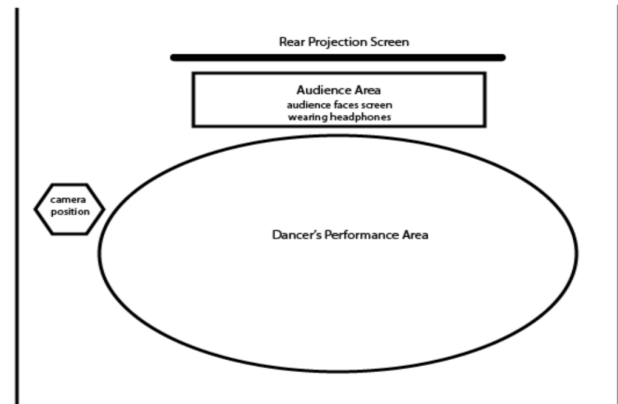 Rear Projection Screen
Audience Area
audience faces screen
wearing headphones
camera
position
Dancer's Performance Area